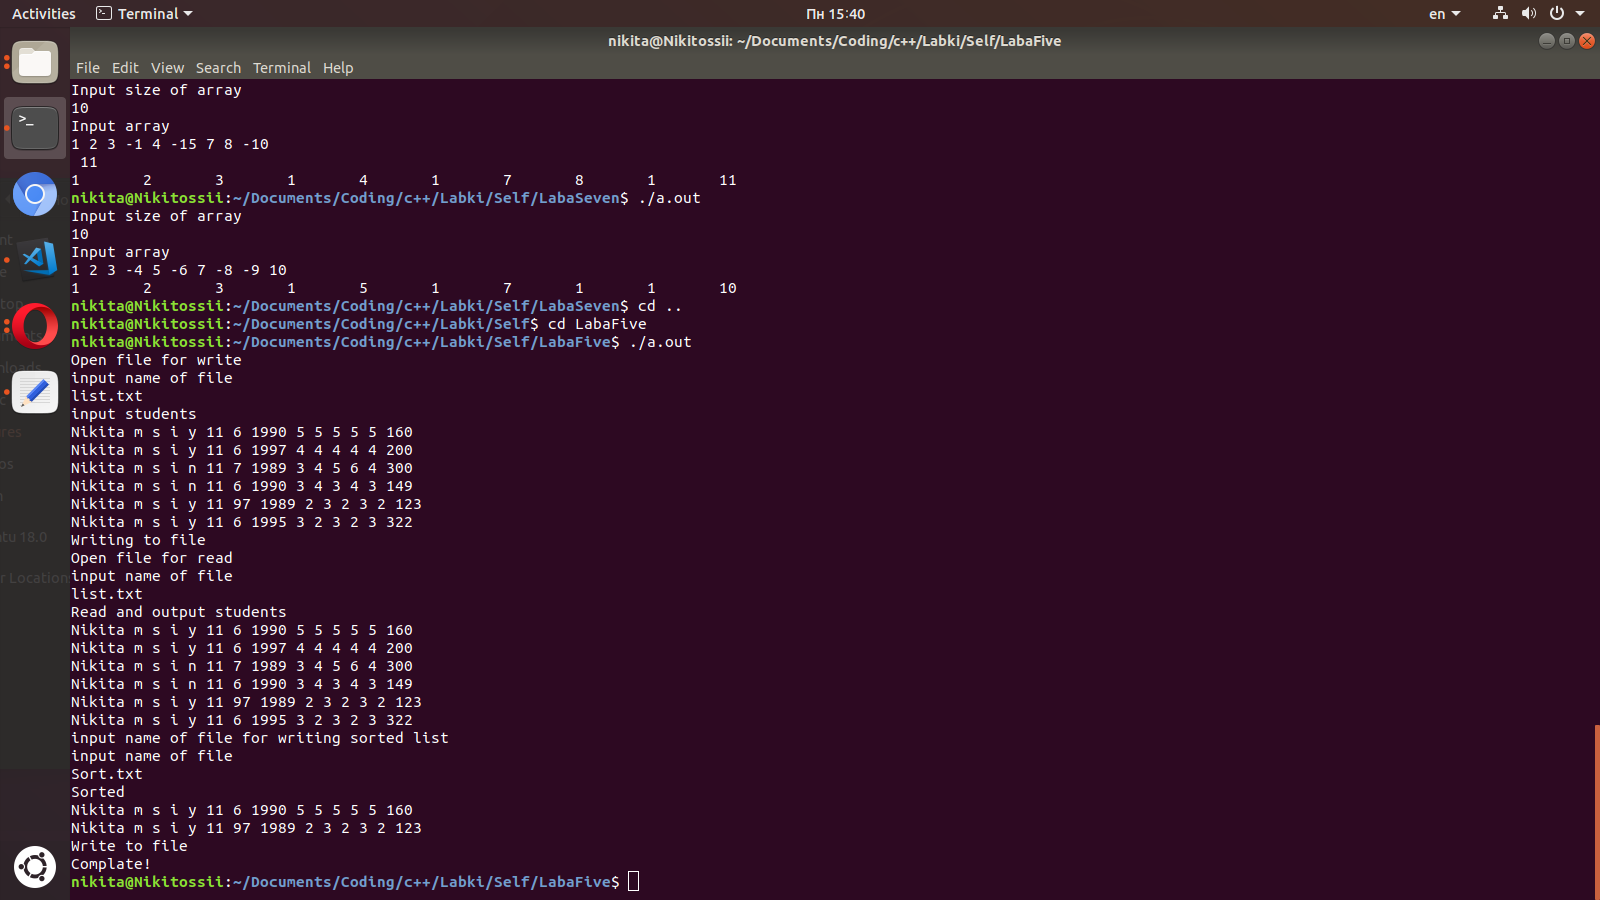 Activities Terminal Пн 15:40 en
nikita@Nikitossii: ~/Documents/Coding/c++/Labki/Self/LabaFive
File Edit View Search Terminal Help
Input size of array
10
Input array
1 2 3 -1 4 -15 7 8 -10
11
1 2 3 1 4 1 7 8 1 11
nikita@Nikitossii:~/Documents/Coding/c++/Labki/Self/LabaSeven$ ./a.out
Input size of array
10
Input array
1 2 3 -4 5 -6 7 -8 -9 10
1 2 3 1 5 1 7 1 1 10
nikita@Nikitossii:~/Documents/Coding/c++/Labki/Self/LabaSeven$ cd ..
nikita@Nikitossii:~/Documents/Coding/c++/Labki/Self$ cd LabaFive
nikita@Nikitossii:~/Documents/Coding/c++/Labki/Self/LabaFive$ ./a.out
Open file for write
input name of file
list.txt
input students
Nikita m s i y 11 6 1990 5 5 5 5 5 160
Nikita m s i y 11 6 1997 4 4 4 4 4 200
Nikita m s i n 11 7 1989 3 4 5 6 4 300
Nikita m s i n 11 6 1990 3 4 3 4 3 149
Nikita m s i y 11 97 1989 2 3 2 3 2 123
Nikita m s i y 11 6 1995 3 2 3 2 3 322
Writing to file
Open file for read
input name of file
list.txt
Read and output students
Nikita m s i y 11 6 1990 5 5 5 5 5 160
Nikita m s i y 11 6 1997 4 4 4 4 4 200
Nikita m s i n 11 7 1989 3 4 5 6 4 300
Nikita m s i n 11 6 1990 3 4 3 4 3 149
Nikita m s i y 11 97 1989 2 3 2 3 2 123
Nikita m s i y 11 6 1995 3 2 3 2 3 322
input name of file for writing sorted list
input name of file
Sort.txt
Sorted
Nikita m s i y 11 6 1990 5 5 5 5 5 160
Nikita m s i y 11 97 1989 2 3 2 3 2 123
Write to file
Complate!
nikita@Nikitossii:~/Documents/Coding/c++/Labki/Self/LabaFive$